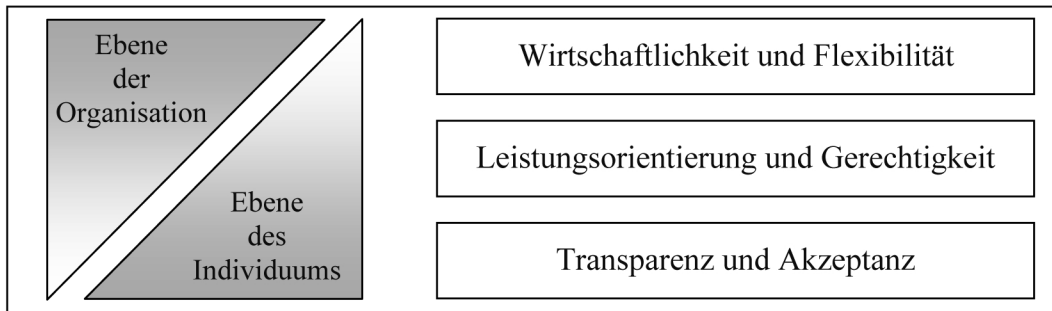 Ebene
der
Organisation
Ebene
des
Individuums
Wirtschaftlichkeit und Flexibilität
Leistungsorientierung und Gerechtigkeit
Transparenz und Akzeptanz